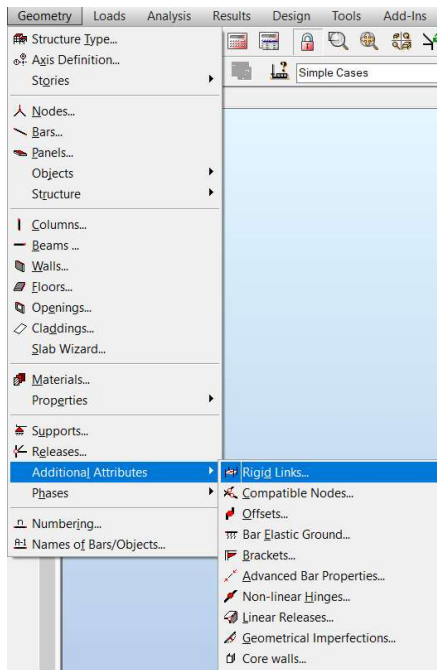 Geometry Loads Analysis Results Design Tools Add-Ins
Structure Type...
Axis Definition...
Stories
Simple Cases
Nodes...
Bars...
Panels...
Objects
Structure
Columns...
Beams ...
Walls...
Floors...
Openings...
Claddings...
Slab Wizard...
Materials...
Properties
Supports...
Releases...
Additional Attributes
Phases
Numbering...
Names of Bars/Objects...
Rigid Links...
Compatible Nodes...
Offsets...
Bar Elastic Ground...
Brackets...
Advanced Bar Properties...
Non-linear Hinges...
Linear Releases...
Geometrical Imperfections...
Core walls...